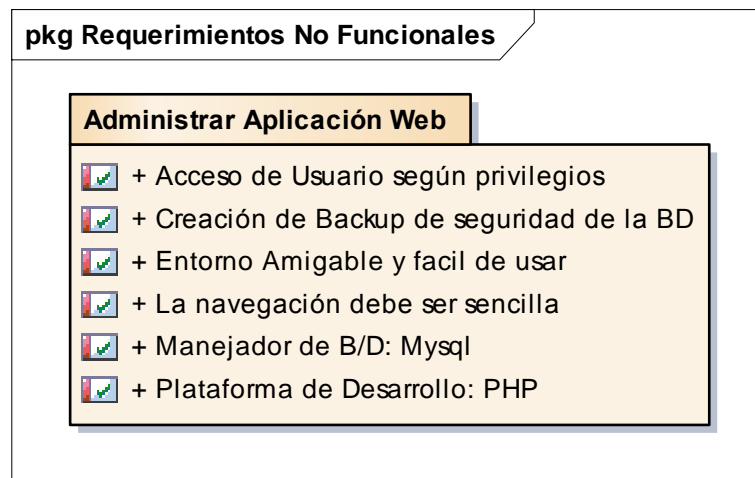 pkg Requerimientos No Funcionales
Administrar Aplicación Web
+ Acceso de Usuario según privilegios
+ Creación de Backup de seguridad de la BD
+ Entorno Amigable y facil de usar
+ La navegación debe ser sencilla
+ Manejador de B/D: Mysql
+ Plataforma de Desarrollo: PHP